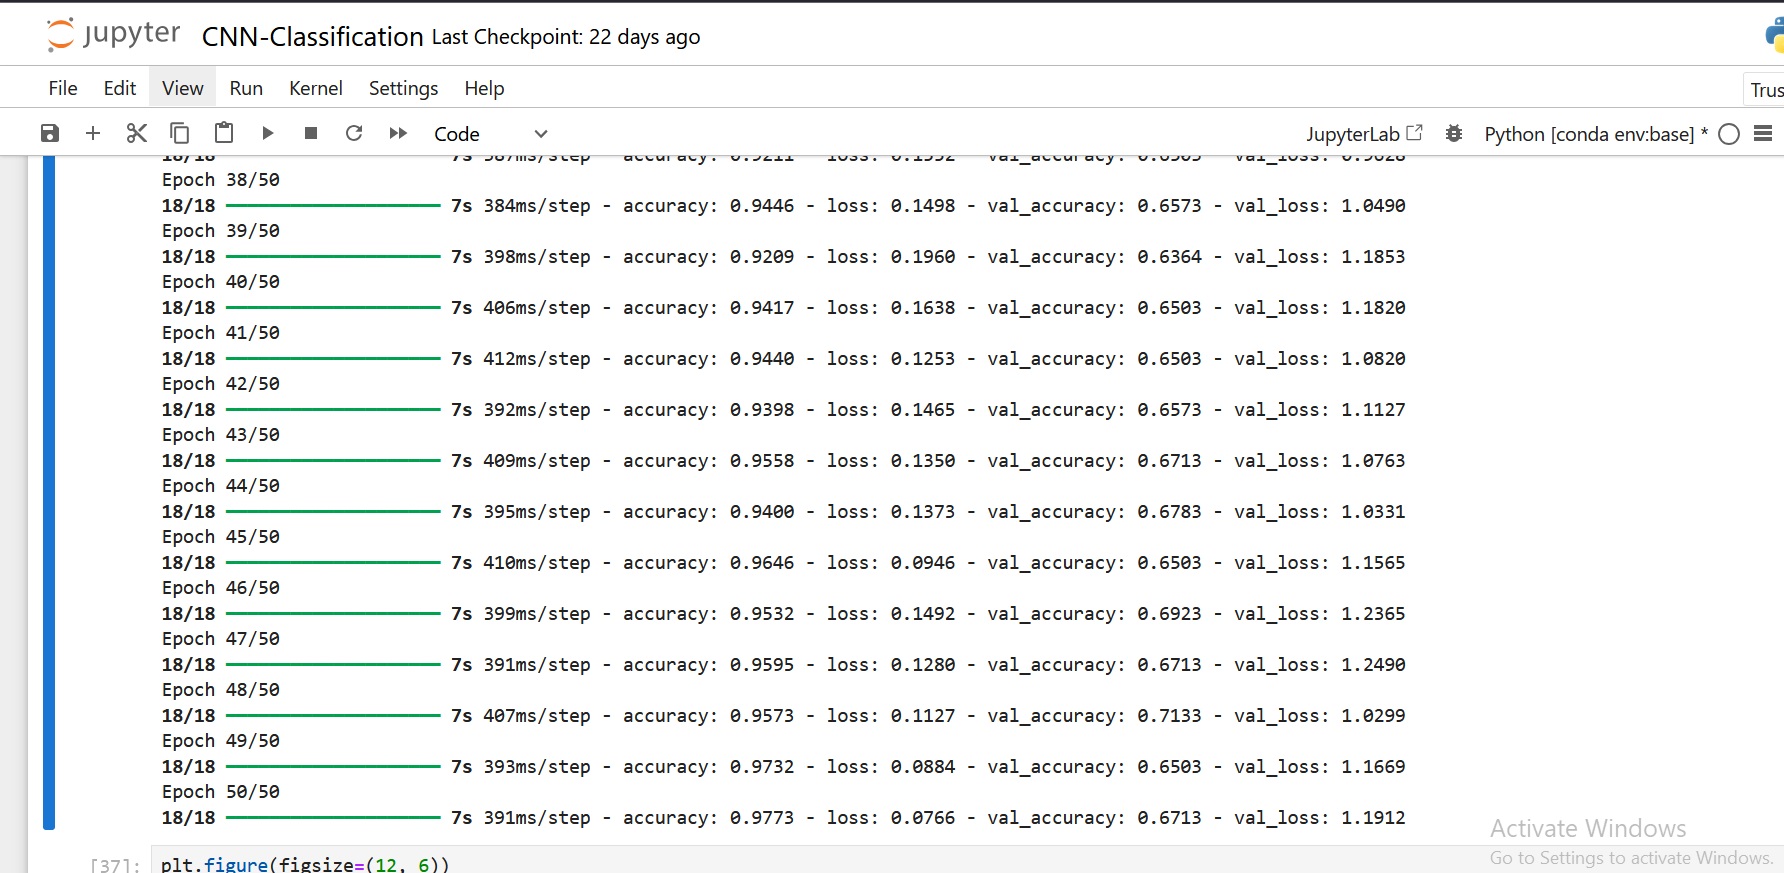 jupyter CNN-Classification Last Checkpoint: 22 days ago
File Edit View Run Kernel Settings Help
Trus
Code JupyterLab Python [conda env:base] *
Epoch 38/50
18/18 7s 384ms/step - accuracy: 0.9446 - loss: 0.1498 - val_accuracy: 0.6573 - val_loss: 1.0490
Epoch 39/50
18/18 7s 398ms/step - accuracy: 0.9209 - loss: 0.1960 - val_accuracy: 0.6364 - val_loss: 1.1853
Epoch 40/50
18/18 7s 406ms/step - accuracy: 0.9417 - loss: 0.1638 - val_accuracy: 0.6503 - val_loss: 1.1820
Epoch 41/50
18/18 7s 412ms/step - accuracy: 0.9440 - loss: 0.1253 - val_accuracy: 0.6503 - val_loss: 1.0820
Epoch 42/50
18/18 7s 392ms/step - accuracy: 0.9398 - loss: 0.1465 - val_accuracy: 0.6573 - val_loss: 1.1127
Epoch 43/50
18/18 7s 409ms/step - accuracy: 0.9558 - loss: 0.1350 - val_accuracy: 0.6713 - val_loss: 1.0763
Epoch 44/50
18/18 7s 395ms/step - accuracy: 0.9400 - loss: 0.1373 - val_accuracy: 0.6783 - val_loss: 1.0331
Epoch 45/50
18/18 7s 410ms/step - accuracy: 0.9646 - loss: 0.0946 - val_accuracy: 0.6503 - val_loss: 1.1565
Epoch 46/50
18/18 7s 399ms/step - accuracy: 0.9532 - loss: 0.1492 - val_accuracy: 0.6923 - val_loss: 1.2365
Epoch 47/50
18/18 7s 391ms/step - accuracy: 0.9595 - loss: 0.1280 - val_accuracy: 0.6713 - val_loss: 1.2490
Epoch 48/50
18/18 7s 407ms/step - accuracy: 0.9573 - loss: 0.1127 - val_accuracy: 0.7133 - val_loss: 1.0299
Epoch 49/50
18/18 7s 393ms/step - accuracy: 0.9732 - loss: 0.0884 - val_accuracy: 0.6503 - val_loss: 1.1669
Epoch 50/50
18/18 7s 391ms/step - accuracy: 0.9773 - loss: 0.0766 - val_accuracy: 0.6713 - val_loss: 1.1912
Activate Windows
Go to Settings to activate Windows.
[37]: plt.figure(figsize=(12, 6))